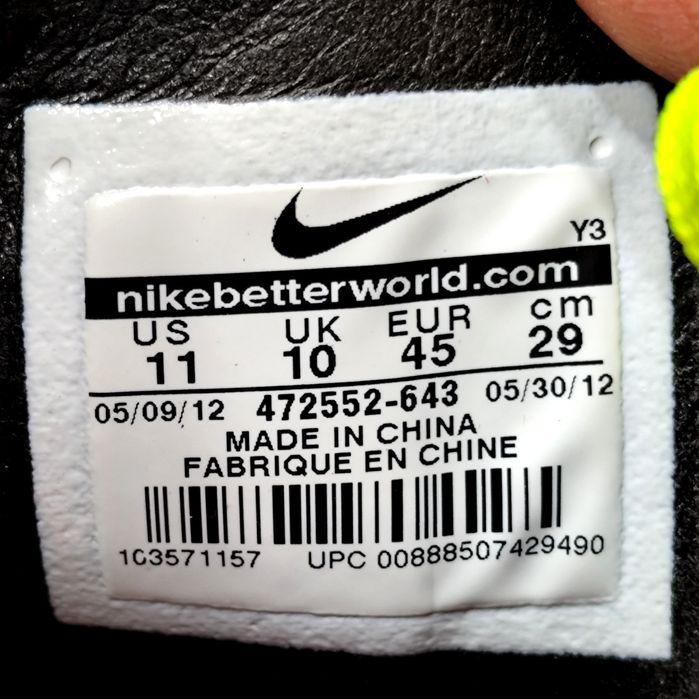 Y3
nikebetterworld.com
US UK EUR cm
11 10 45 29
05/09/12 472552-643 05/30/12
MADE IN CHINA
FABRIQUE EN CHINE
103571157 UPC 00888507429490